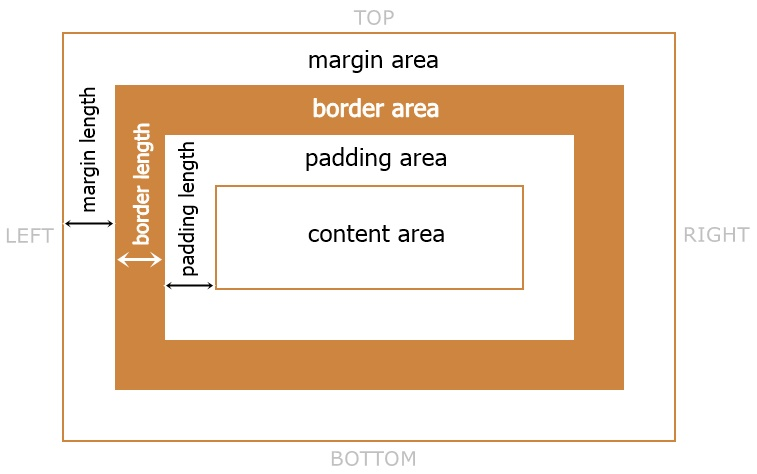 TOP
margin area
border area
padding area
content area
margin length
border length
padding length
LEFT
RIGHT
BOTTOM